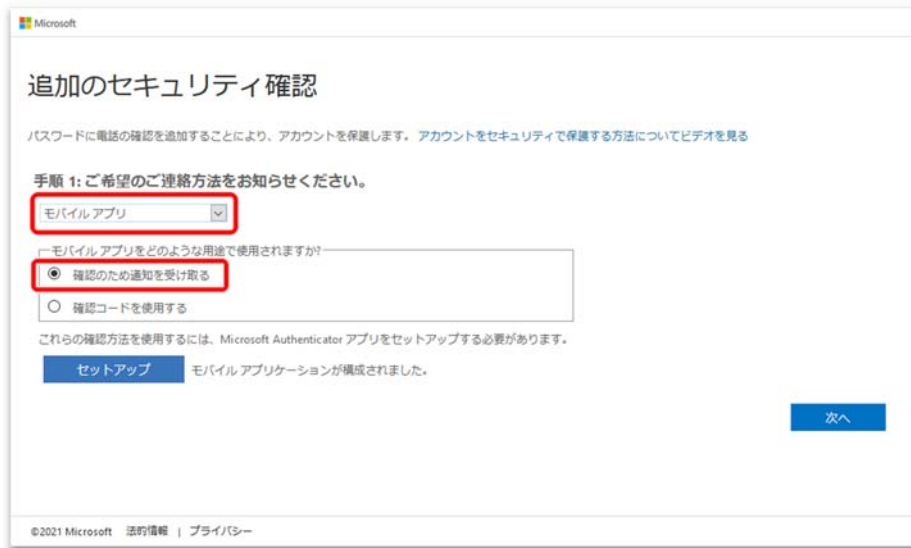 Microsoft
追加のセキュリティ確認
パスワードに電話の確認を追加することにより、アカウントを保護します。 アカウントをセキュリティで保護する方法についてビデオを見る
手順 1: ご希望のご連絡方法をお知らせください。
モバイル アプリ
モバイル アプリをどのような用途で使用されますか?
確認のため通知を受け取る
確認コードを使用する
これらの確認方法を使用するには、Microsoft Authenticator アプリをセットアップする必要があります。
セットアップ モバイル アプリケーションが構成されました。
次へ
©2021 Microsoft 法的情報 | プライバシー